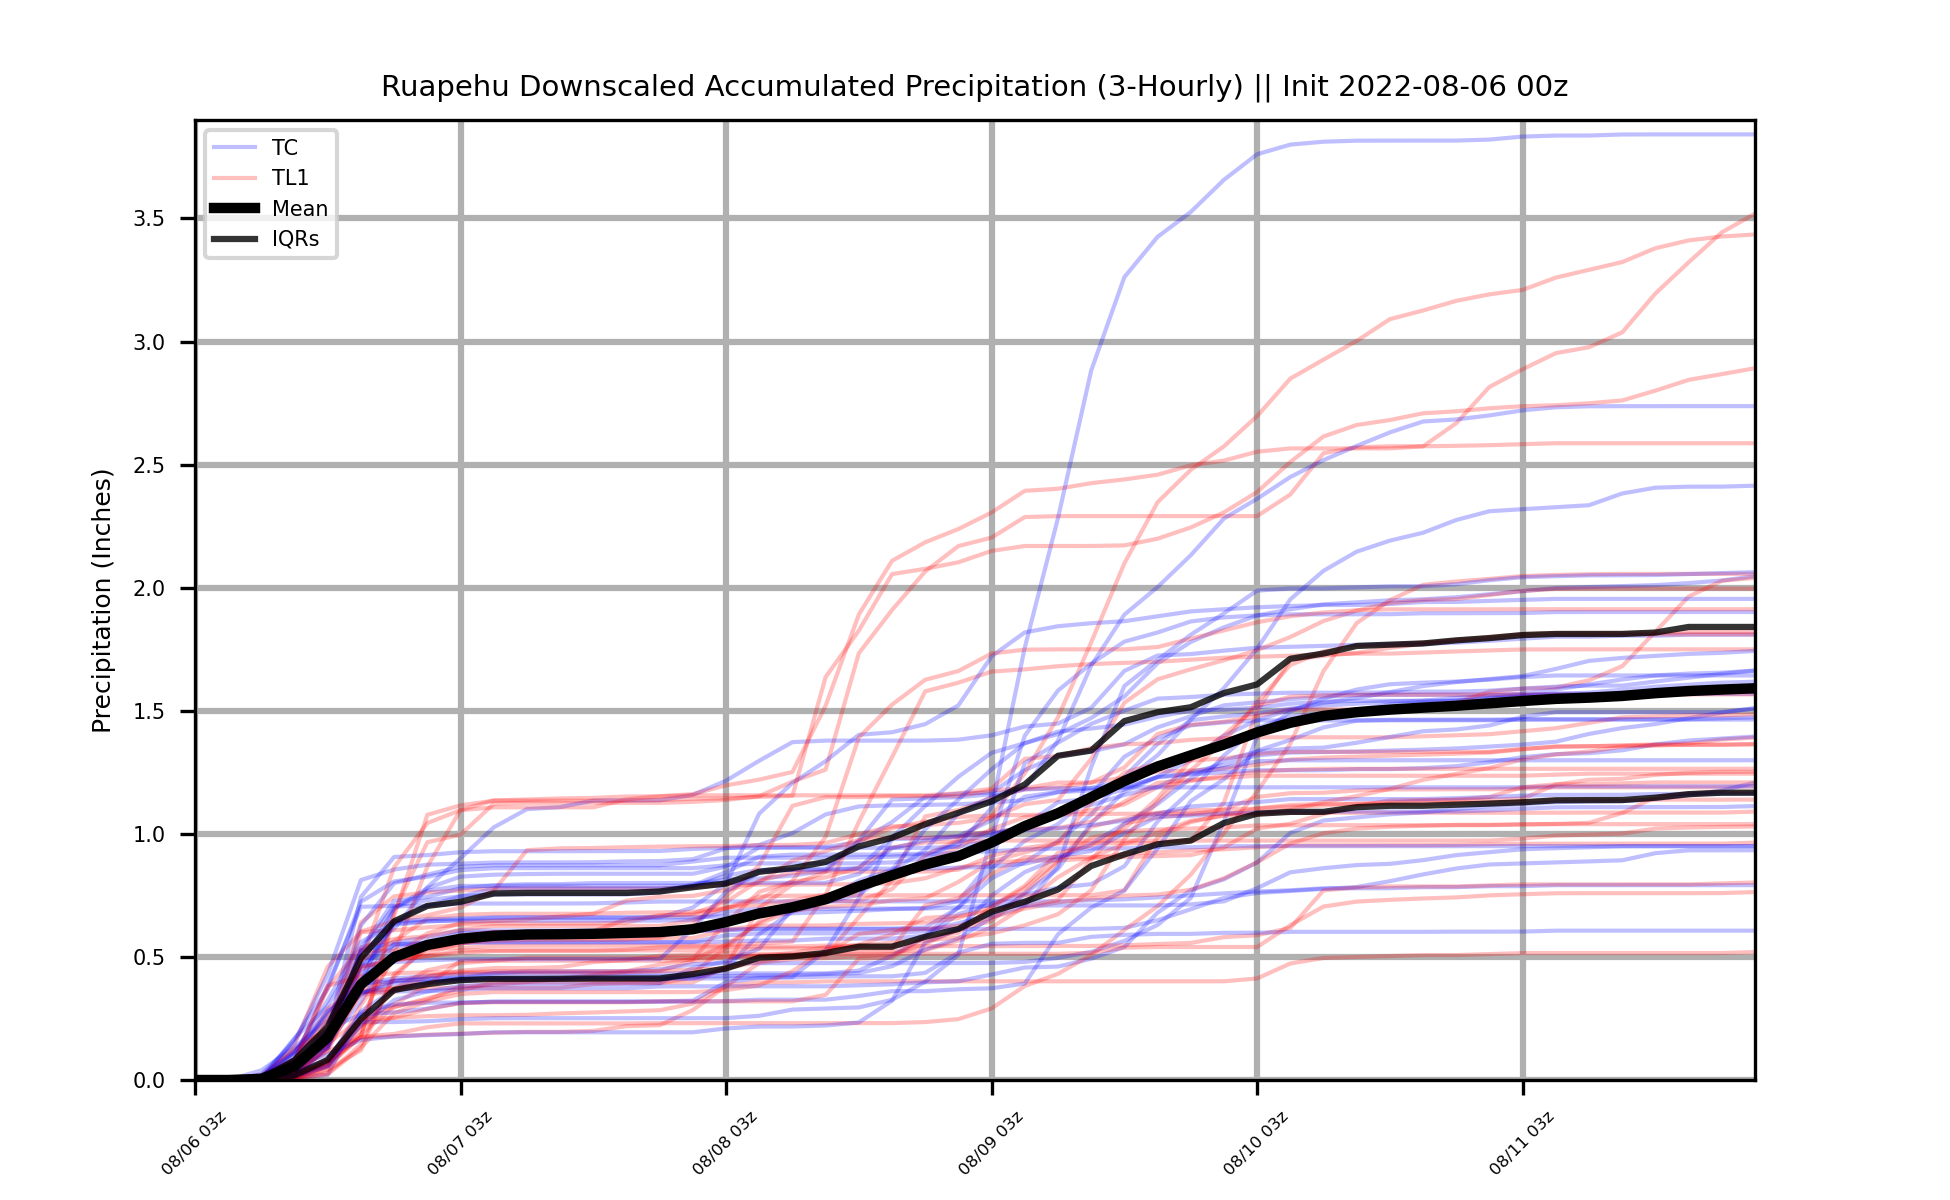 Ruapehu Downscaled Accumulated Precipitation (3-Hourly) || Init 2022-08-06 00z
TC
TL1
Mean
IQRs
Precipitation (Inches)
3.5
3.0
2.5
2.0
1.5
1.0
0.5
0.0
08/06 03z
08/07 03z
08/08 03z
08/09 03z
08/10 03z
08/11 03z